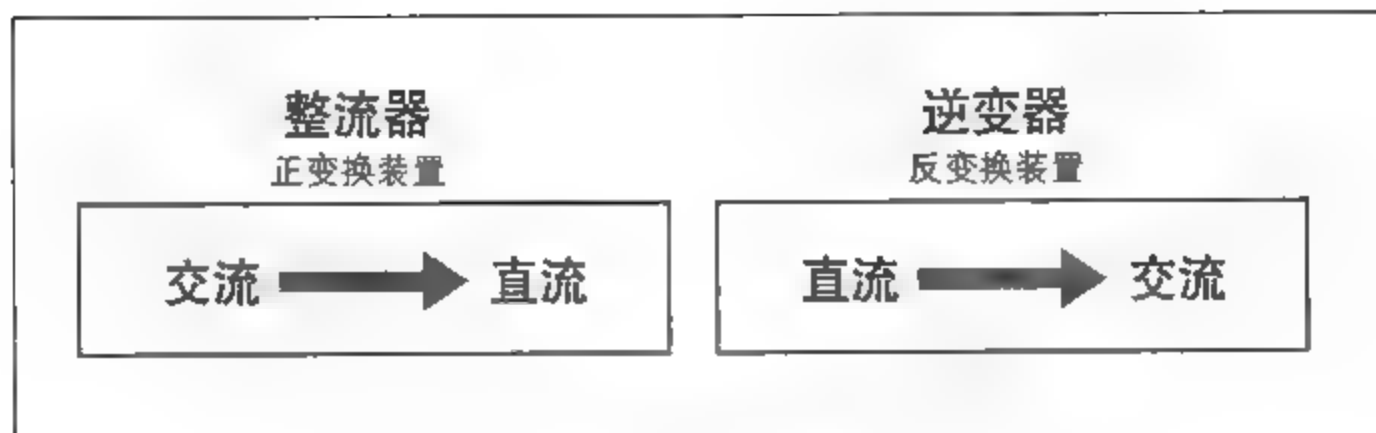 整流器
正变换装置
交流 直流
逆变器
反变换装置
直流 交流